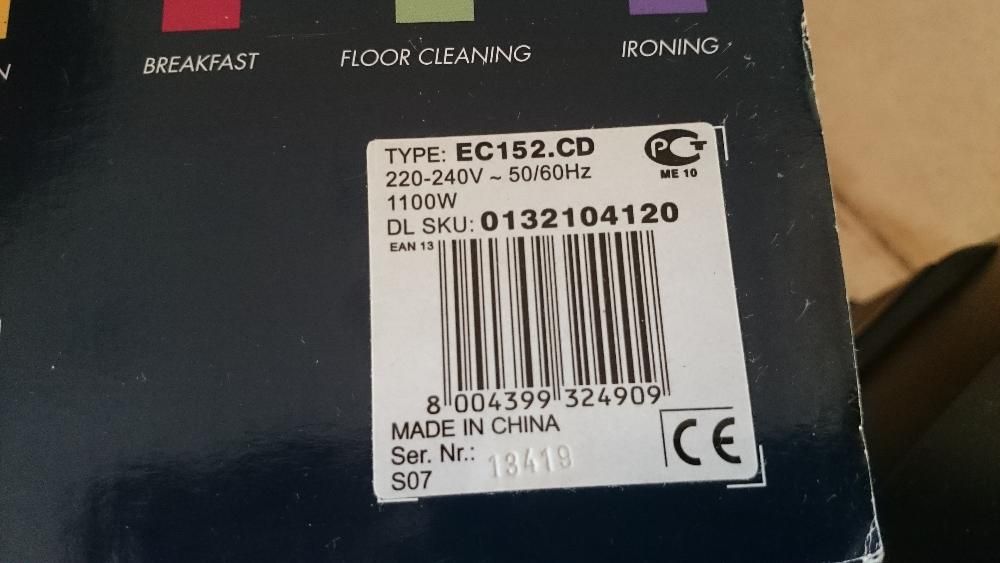 N
BREAKFAST
FLOOR CLEANING
IRONING
TYPE: EC152.CD
220-240V ~ 50/60Hz
1100W
DL SKU: 0132104120
EAN 13
8 004399 324909
MADE IN CHINA
Ser. Nr.: 13419
S07
РСТ
ME 10
CE